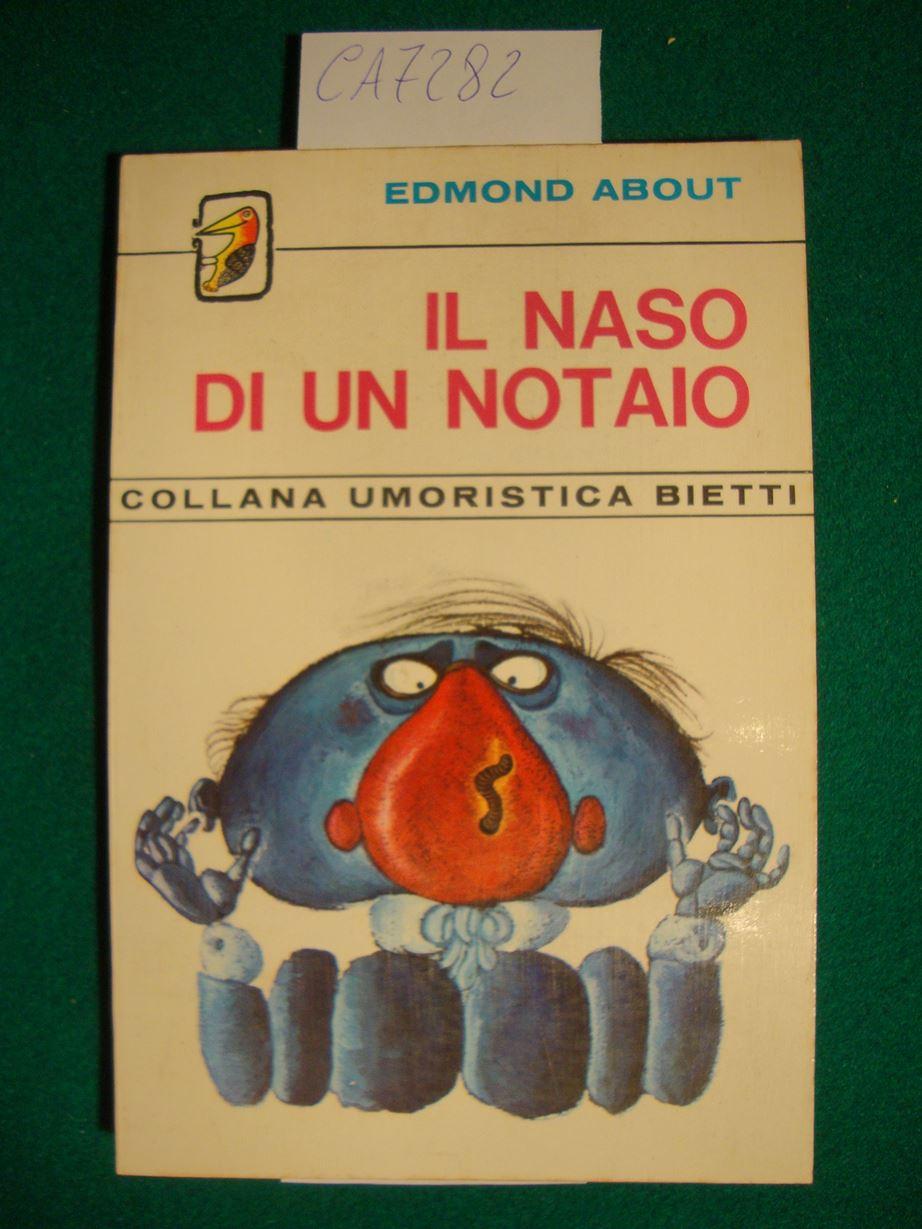 CA7282
EDMOND ABOUT
IL NASO
DI UN NOTAIO
COLLANA UMORISTICA BIETTI